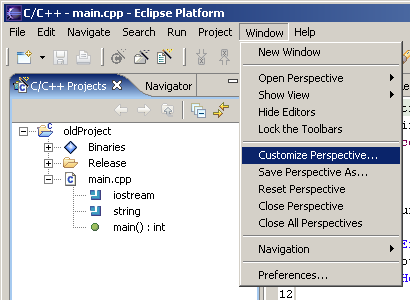 C/C++ - main.cpp - Eclipse Platform
File Edit Navigate Search Run Project Window Help
C/C++ Projects Navigator
oldProject
Binaries
Release
main.cpp
iostream
string
main() : int
New Window
Open Perspective
Show View
Hide Editors
Lock the Toolbars
Customize Perspective...
Save Perspective As...
Reset Perspective
Close Perspective
Close All Perspectives
Navigation
Preferences...
12